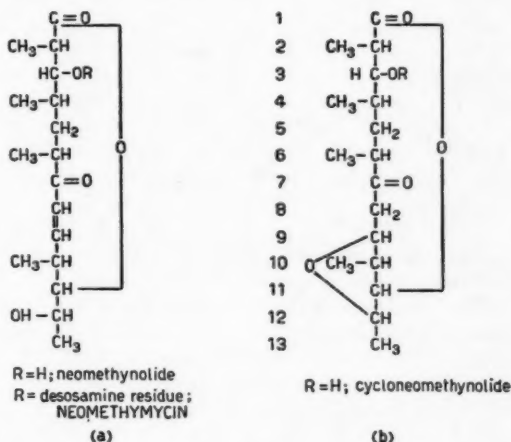 C=O 1 C=O
CH₃–CH 2 CH₃–CH
HC–OR 3 H C–OR
CH₃–CH 4 CH₃–CH
CH₂ 5 CH₂
O O
CH₃–CH 6 CH₃–CH
C=O 7 C=O
CH 8 CH₂
CH 9 CH
CH₃–CH 10 O CH₃–CH
CH 11 CH
OH–CH 12 CH
CH₃ 13 CH₃
R=H; neomethynolide
R= desosamine residue;
NEOMETHYMYCIN
(a)
R=H; cycloneomethynolide
(b)